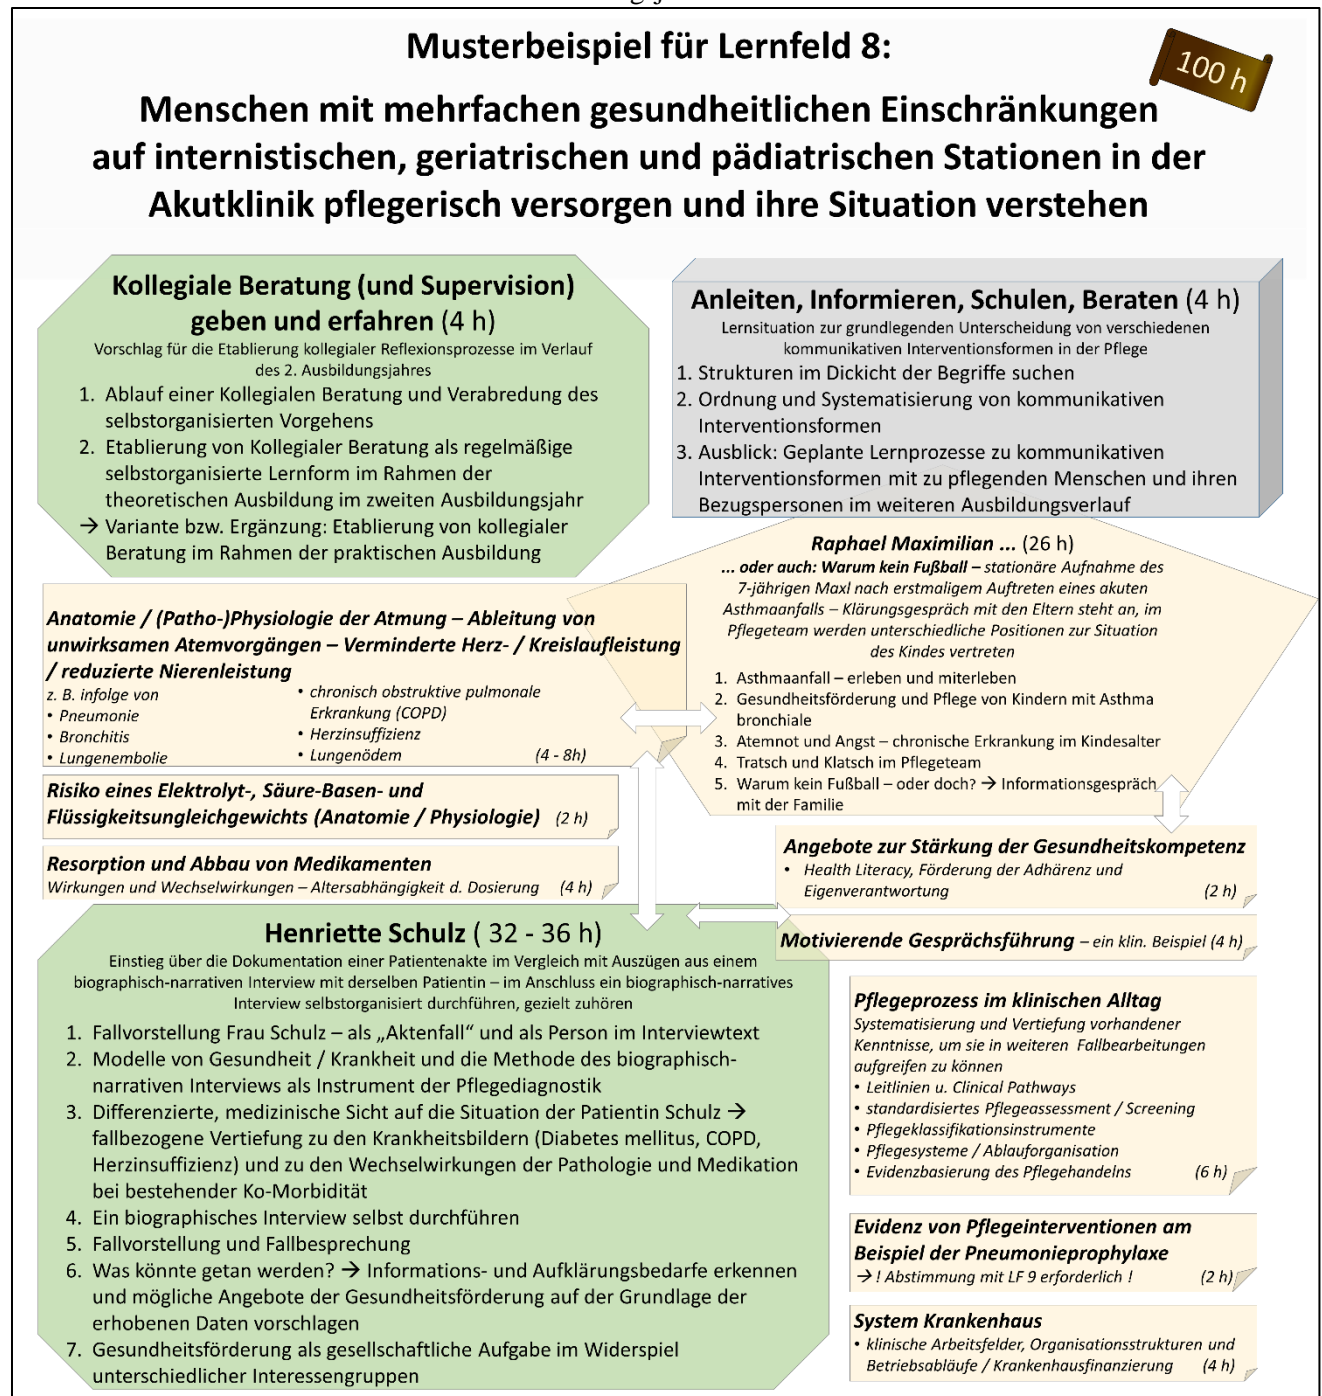 Musterbeispiel für Lernfeld 8:
100 h
Menschen mit mehrfachen gesundheitlichen Einschränkungen
auf internistischen, geriatrischen und pädiatrischen Stationen in der
Akutklinik pflegerisch versorgen und ihre Situation verstehen
Kollegiale Beratung (und Supervision)
geben und erfahren (4 h)
Vorschlag für die Etablierung kollegialer Reflexionsprozesse im Verlauf
des 2. Ausbildungsjahres
1. Ablauf einer Kollegialen Beratung und Verabredung des
selbstorganisierten Vorgehens
2. Etablierung von Kollegialer Beratung als regelmäßige
selbstorganisierte Lernform im Rahmen der
theoretischen Ausbildung im zweiten Ausbildungsjahr
→ Variante bzw. Ergänzung: Etablierung von kollegialer
Beratung im Rahmen der praktischen Ausbildung
Anleiten, Informieren, Schulen, Beraten (4 h)
Lernsituation zur grundlegenden Unterscheidung von verschiedenen
kommunikativen Interventionsformen in der Pflege
1. Strukturen im Dickicht der Begriffe suchen
2. Ordnung und Systematisierung von kommunikativen
Interventionsformen
3. Ausblick: Geplante Lernprozesse zu kommunikativen
Interventionsformen mit zu pflegenden Menschen und ihren
Bezugspersonen im weiteren Ausbildungsverlauf
Raphael Maximilian ... (26 h)
... oder auch: Warum kein Fußball – stationäre Aufnahme des
7-jährigen Maxl nach erstmaligem Auftreten eines akuten
Asthmaanfalls – Klärungsgespräch mit den Eltern steht an, im
Pflegeteam werden unterschiedliche Positionen zur Situation
des Kindes vertreten
1. Asthmaanfall – erleben und miterleben
2. Gesundheitsförderung und Pflege von Kindern mit Asthma
bronchiale
3. Atemnot und Angst – chronische Erkrankung im Kindesalter
4. Tratsch und Klatsch im Pflegeteam
5. Warum kein Fußball – oder doch? → Informationsgespräch
mit der Familie
Anatomie / (Patho-)Physiologie der Atmung – Ableitung von
unwirksamen Atemvorgängen – Verminderte Herz- / Kreislaufleistung
/ reduzierte Nierenleistung
z. B. infolge von
• Pneumonie
• Bronchitis
• Lungenembolie
• chronisch obstruktive pulmonale
Erkrankung (COPD)
• Herzinsuffizienz
• Lungenödem (4 - 8h)
Risiko eines Elektrolyt-, Säure-Basen- und
Flüssigkeitsungleichgewichts (Anatomie / Physiologie) (2 h)
Resorption und Abbau von Medikamenten
Wirkungen und Wechselwirkungen – Altersabhängigkeit d. Dosierung (4 h)
Angebote zur Stärkung der Gesundheitskompetenz
• Health Literacy, Förderung der Adhärenz und
Eigenverantwortung (2 h)
Motivierende Gesprächsführung – ein klin. Beispiel (4 h)
Henriette Schulz ( 32 - 36 h)
Einstieg über die Dokumentation einer Patientenakte im Vergleich mit Auszügen aus einem
biographisch-narrativen Interview mit derselben Patientin – im Anschluss ein biographisch-narratives
Interview selbstorganisiert durchführen, gezielt zuhören
1. Fallvorstellung Frau Schulz – als „Aktenfall“ und als Person im Interviewtext
2. Modelle von Gesundheit / Krankheit und die Methode des biographisch-
narrativen Interviews als Instrument der Pflegediagnostik
3. Differenzierte, medizinische Sicht auf die Situation der Patientin Schulz →
fallbezogene Vertiefung zu den Krankheitsbildern (Diabetes mellitus, COPD,
Herzinsuffizienz) und zu den Wechselwirkungen der Pathologie und Medikation
bei bestehender Ko-Morbidität
4. Ein biographisches Interview selbst durchführen
5. Fallvorstellung und Fallbesprechung
6. Was könnte getan werden? → Informations- und Aufklärungsbedarfe erkennen
und mögliche Angebote der Gesundheitsförderung auf der Grundlage der
erhobenen Daten vorschlagen
7. Gesundheitsförderung als gesellschaftliche Aufgabe im Widerspiel
unterschiedlicher Interessengruppen
Pflegeprozess im klinischen Alltag
Systematisierung und Vertiefung vorhandener
Kenntnisse, um sie in weiteren Fallbearbeitungen
aufgreifen zu können
• Leitlinien u. Clinical Pathways
• standardisiertes Pflegeassessment / Screening
• Pflegeklassifikationsinstrumente
• Pflegesysteme / Ablauforganisation
• Evidenzbasierung des Pflegehandelns (6 h)
Evidenz von Pflegeinterventionen am
Beispiel der Pneumonieprophylaxe
→ ! Abstimmung mit LF 9 erforderlich ! (2 h)
System Krankenhaus
• klinische Arbeitsfelder, Organisationsstrukturen und
Betriebsabläufe / Krankenhausfinanzierung (4 h)